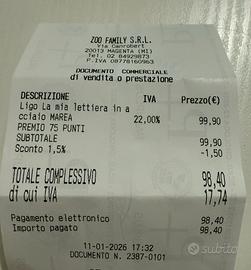 ZOO FAMILY S.R.L.
Via Canrobert
20013 MAGENTA (MI)
Tel. 02 84929873
P.IVA 08778160963
DOCUMENTO COMMERCIALE
di vendita o prestazione
DESCRIZIONE IVA Prezzo(€)
Ligo La mia lettiera in a
cciaio MAREA 22,00% 99,90
PREMIO 75 PUNTI
SUBTOTALE 99,90
Sconto 1,5% -1,50
TOTALE COMPLESSIVO 98,40
di cui IVA 17,74
Pagamento elettronico 98,40
Importo pagato 98,40
11-01-2026 17:32
DOCUMENTO N. 2387-0101
subito